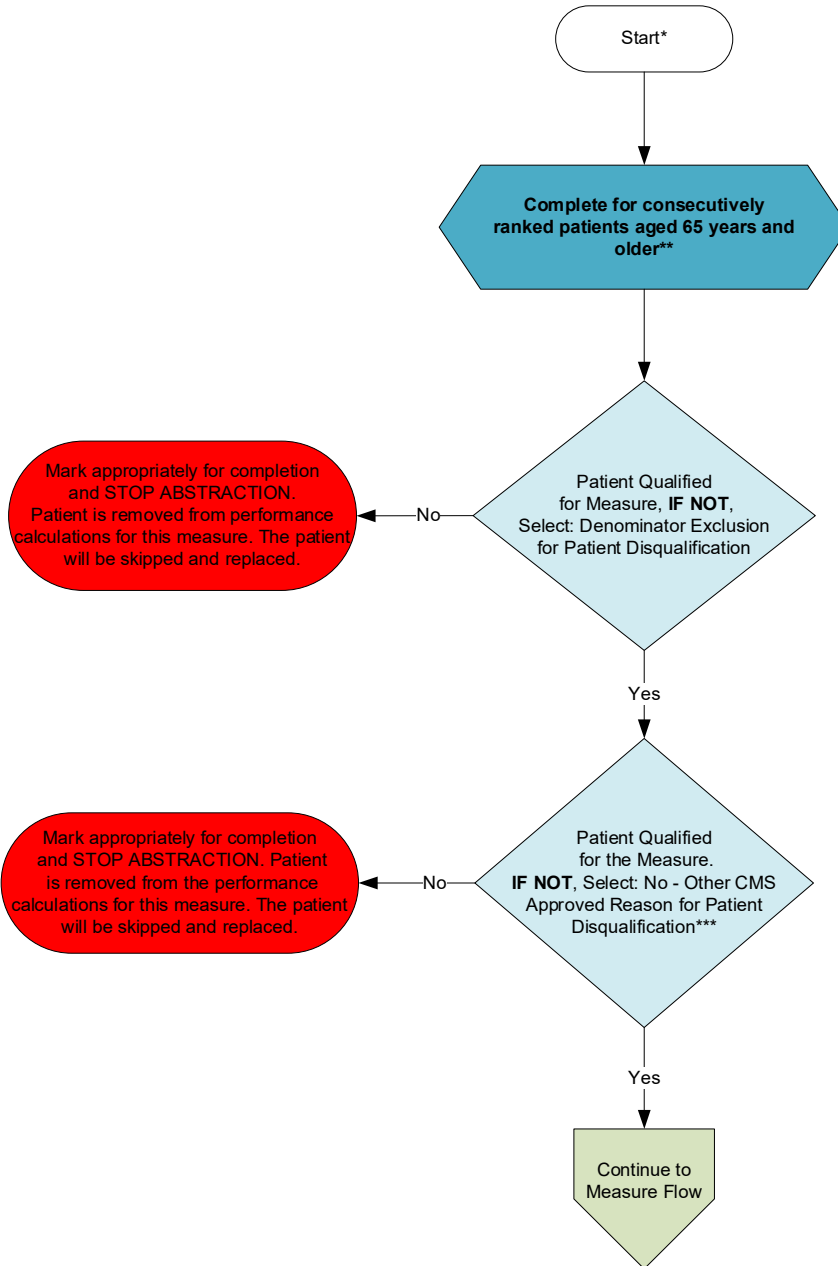 Start*
Complete for consecutively
ranked patients aged 65 years and
older**
Patient Qualified
for Measure, IF NOT,
Select: Denominator Exclusion
for Patient Disqualification
No
Mark appropriately for completion
and STOP ABSTRACTION.
Patient is removed from performance
calculations for this measure. The patient
will be skipped and replaced.
Yes
Patient Qualified
for the Measure.
IF NOT, Select: No - Other CMS
Approved Reason for Patient
Disqualification***
No
Mark appropriately for completion
and STOP ABSTRACTION. Patient
is removed from the performance
calculations for this measure. The patient
will be skipped and replaced.
Yes
Continue to
Measure Flow